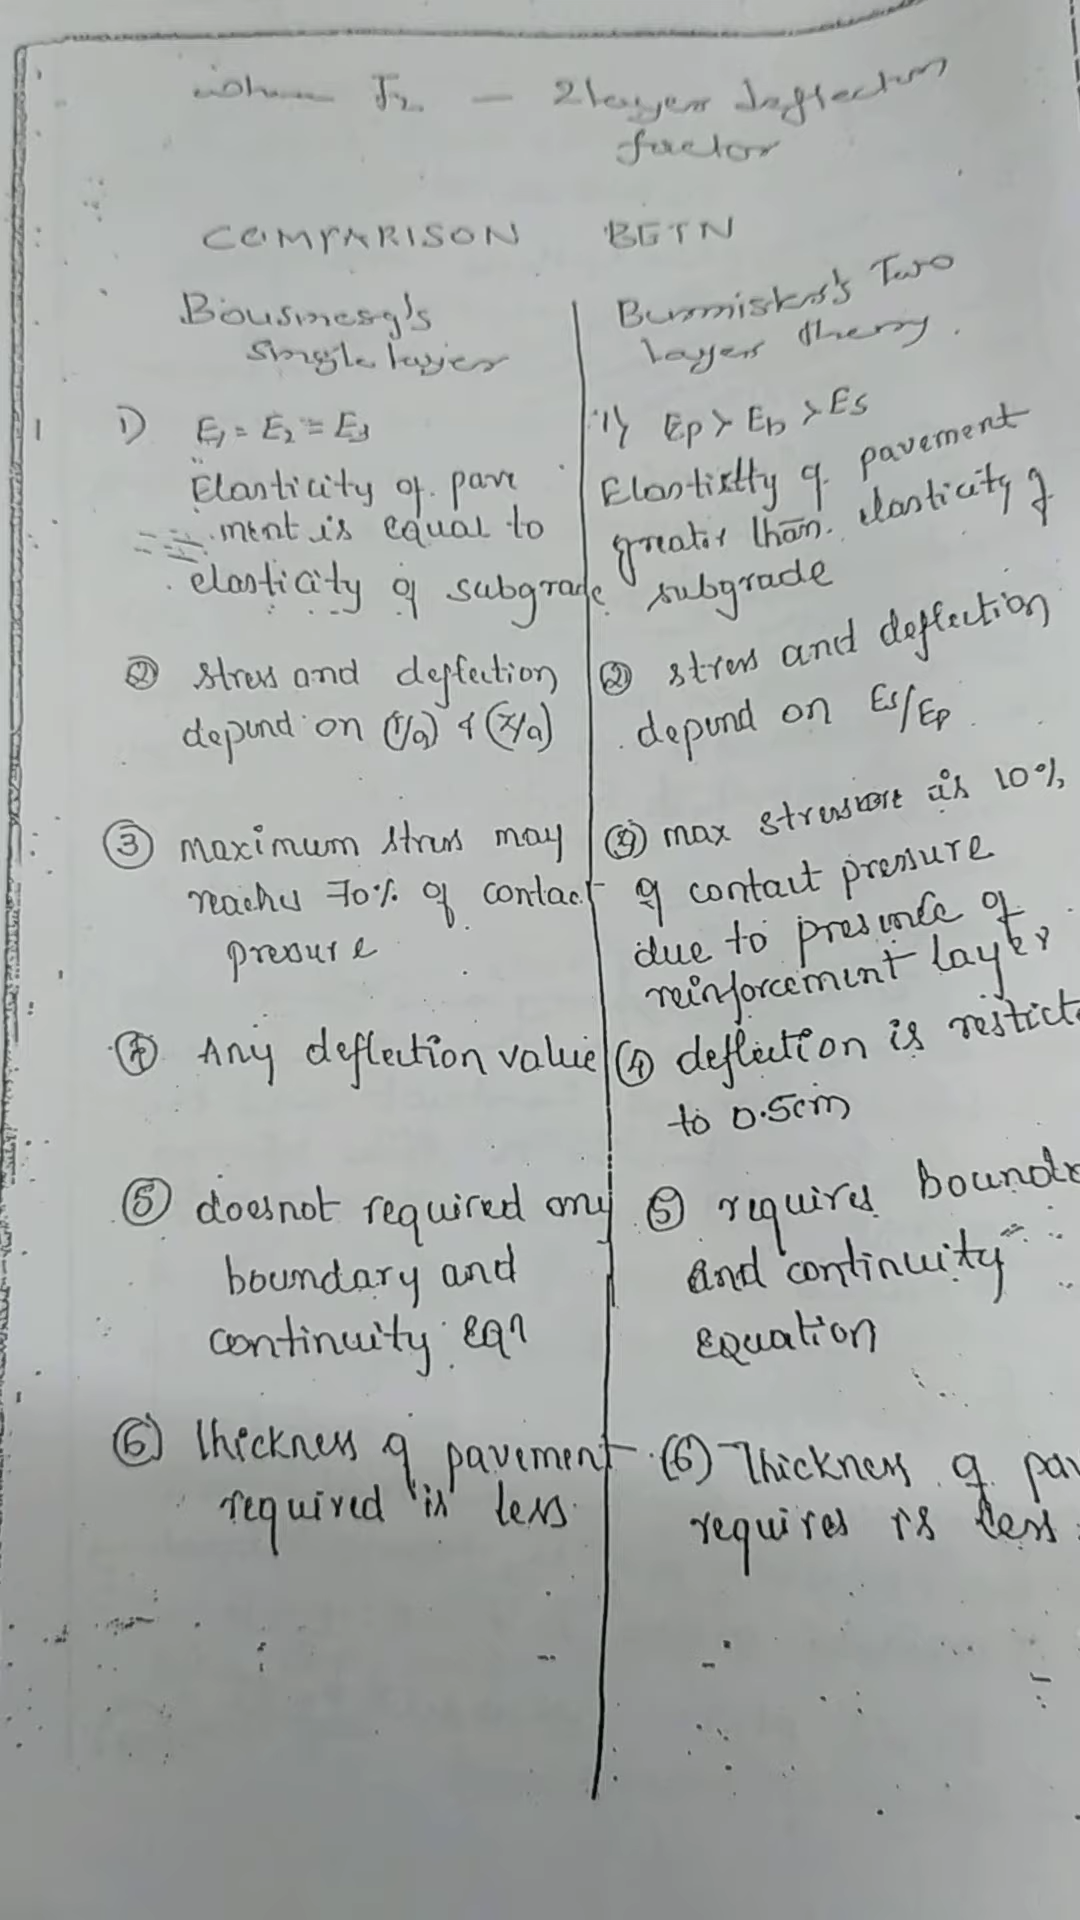 where F2 - 2 layer deflection
factor
COMPARISON BETN
Bousinesq's
single layer
1) E1 = E2 = E3
Elasticity of pave
ment is equal to
elasticity of subgrade
② stress and deflection
depend on (r/a) & (z/a)
③ maximum stress may
reaches 70% of contact
presure
④ Any deflection value
⑤ doesnot required any
boundary and
continuity Eqn
⑥ thickness of pavement
required is less
Burmister's Two
layer theory.
1) Ep > Eb > Es
Elastistty of pavement
greater than elasticity of
subgrade
② stress and deflection
depend on Es/Ep
③ max stress is 10%
of contact pressure
due to presence of
reinforcement layer
④ deflection is restict
to 0.5cm
⑤ requires bound
and continuity
Equation
(6) Thickness of pav
requires is less